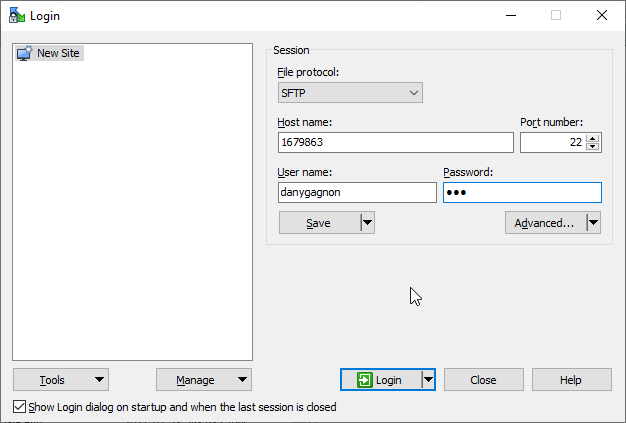 Login
New Site
Session
File protocol:
SFTP
Host name:
Port number:
1679863
22
User name:
Password:
danygagnon
●●●
Save
Advanced...
Tools
Manage
Login
Close
Help
Show Login dialog on startup and when the last session is closed